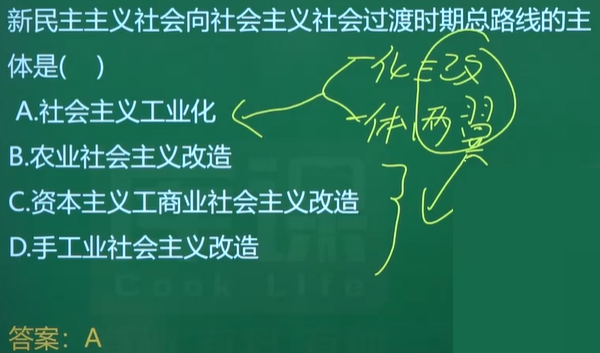 新民主主义社会向社会主义社会过渡时期总路线的主
体是(  )
一化三改
A.社会主义工业化
一体两翼
B.农业社会主义改造
C.资本主义工商业社会主义改造
D.手工业社会主义改造
Cook Life
答案：A